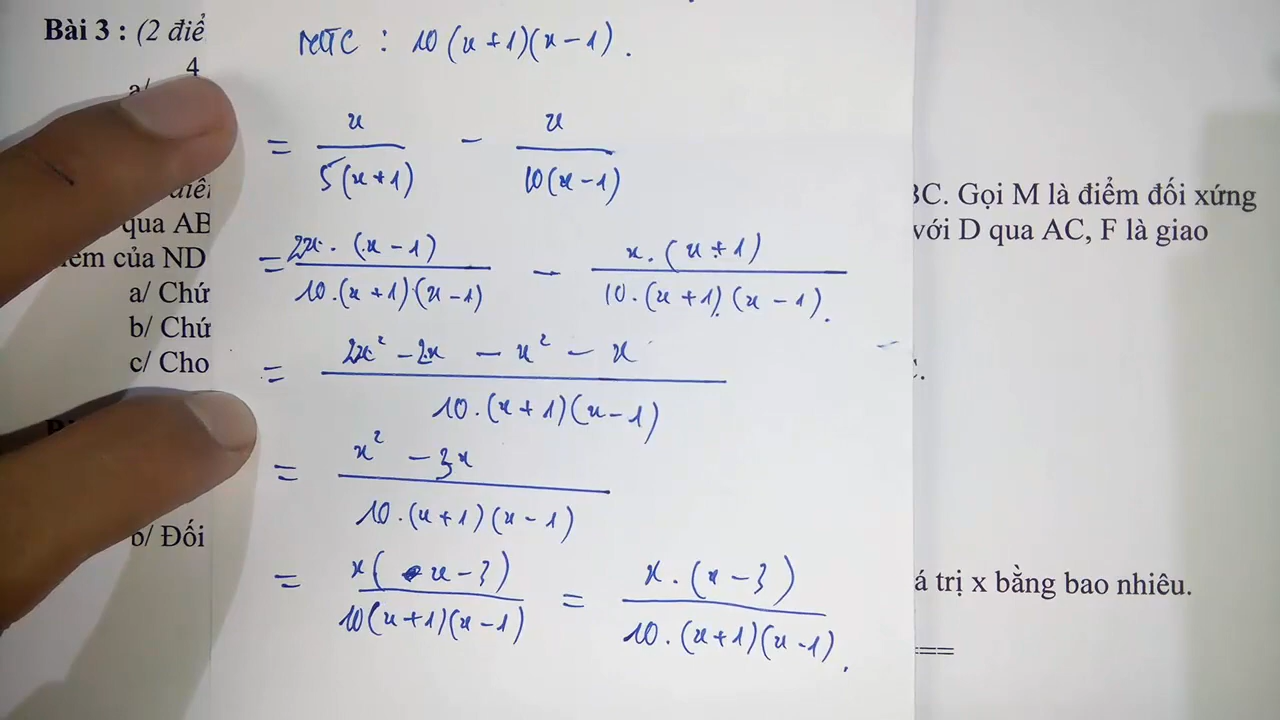 Bài 3 : (2 điể
4
a/
MTC : 10(x+1)(x-1).
= x/5(x+1) - x/10(x-1)
= 2x.(x-1)/10.(x+1)(x-1) - x.(x+1)/10.(x+1)(x-1).
= 2x² - 2x - x² - x/10.(x+1)(x-1)
= x² - 3x/10.(x+1)(x-1)
= x(x-3)/10(x+1)(x-1) = x.(x-3)/10.(x+1)(x-1).
BC. Gọi M là điểm đối xứng
qua AB
với D qua AC, F là giao
của ND
a/ Chứ
b/ Chứ
c/ Cho
b/ Đối
trị x bằng bao nhiêu.
===